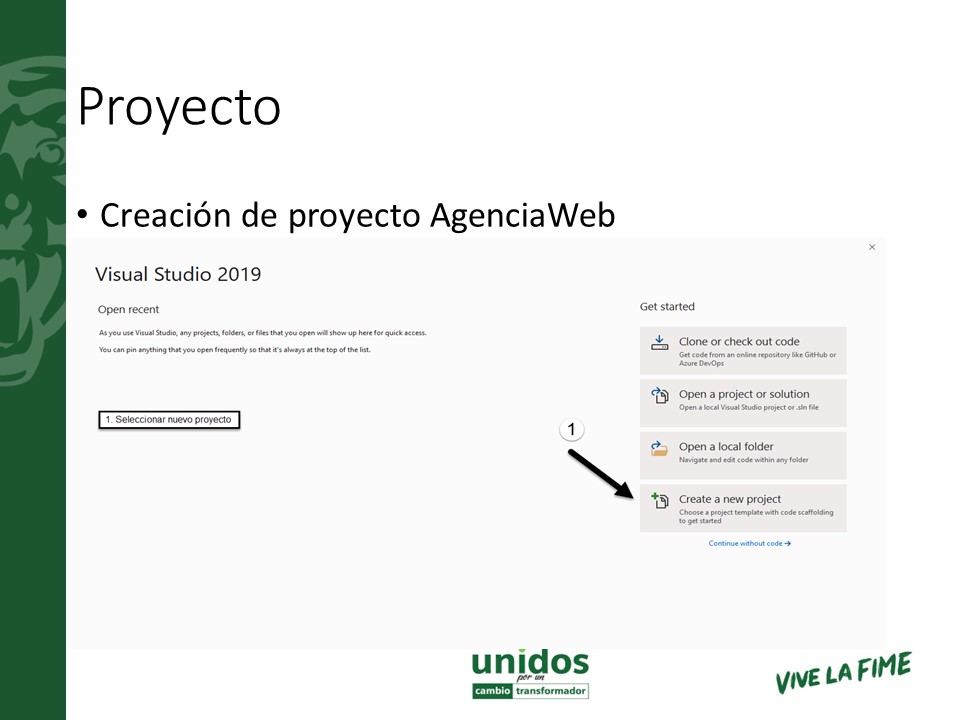 Proyecto
• Creación de proyecto AgenciaWeb
Visual Studio 2019
Open recent
As you use Visual Studio, any projects, folders, or files that you open will show up here for quick access.
You can pin anything that you open frequently so that it's always at the top of the list.
1. Seleccionar nuevo proyecto
1
Get started
Clone or check out code
Get code from an online repository like GitHub or
Azure DevOps
Open a project or solution
Open a local Visual Studio project or .sln file
Open a local folder
Navigate and edit code within any folder
Create a new project
Choose a project template with code scaffolding
to get started
Continue without code →
unidos
por un
cambio transformador
VIVE LA FIME